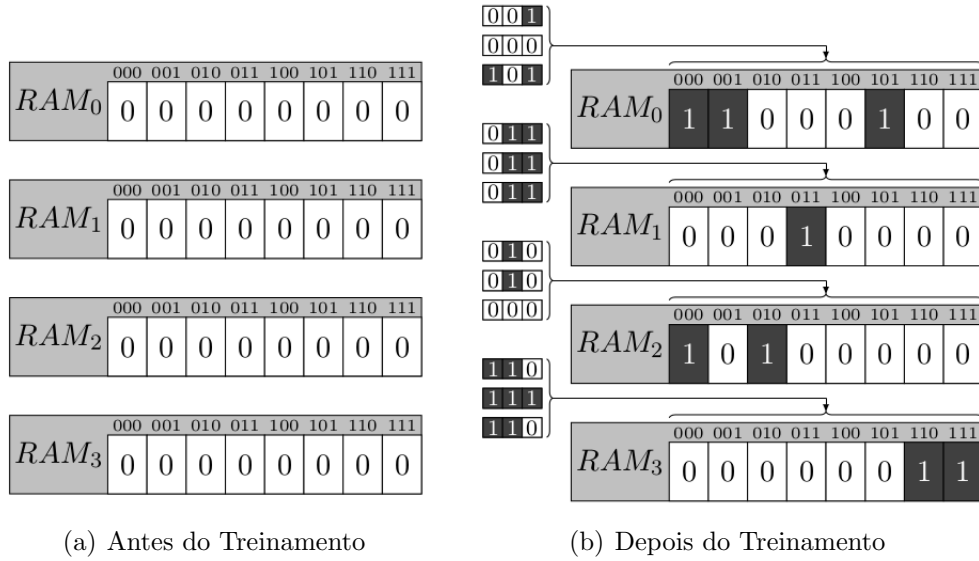 000 001 010 011 100 101 110 111
RAM0 0 0 0 0 0 0 0 0
000 001 010 011 100 101 110 111
RAM1 0 0 0 0 0 0 0 0
000 001 010 011 100 101 110 111
RAM2 0 0 0 0 0 0 0 0
000 001 010 011 100 101 110 111
RAM3 0 0 0 0 0 0 0 0
(a) Antes do Treinamento
0 0 1
0 0 0
1 0 1
000 001 010 011 100 101 110 111
RAM0 1 1 0 0 0 1 0 0
0 1 1
0 1 1
0 1 1
000 001 010 011 100 101 110 111
RAM1 0 0 0 1 0 0 0 0
0 1 0
0 1 0
0 0 0
000 001 010 011 100 101 110 111
RAM2 1 0 1 0 0 0 0 0
1 1 0
1 1 1
1 1 0
000 001 010 011 100 101 110 111
RAM3 0 0 0 0 0 0 1 1
(b) Depois do Treinamento